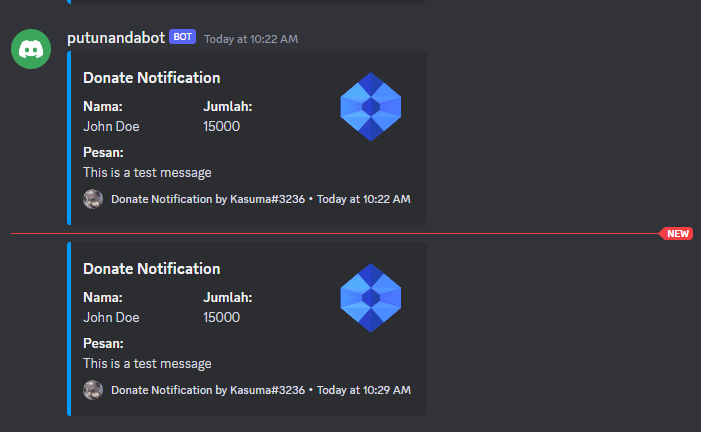 putunandabot BOT Today at 10:22 AM
Donate Notification
Nama: Jumlah:
John Doe 15000
Pesan:
This is a test message
Donate Notification by Kasuma#3236 • Today at 10:22 AM
NEW
Donate Notification
Nama: Jumlah:
John Doe 15000
Pesan:
This is a test message
Donate Notification by Kasuma#3236 • Today at 10:29 AM